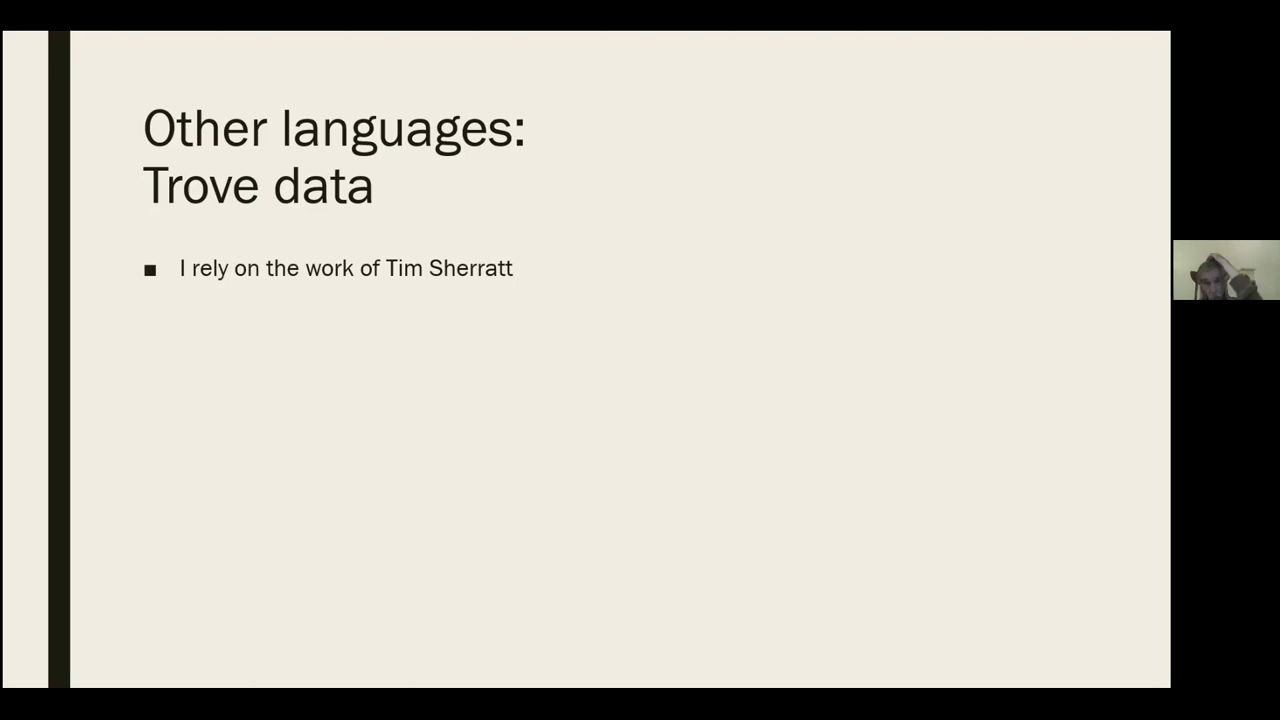 Other languages:
Trove data
■ I rely on the work of Tim Sherratt